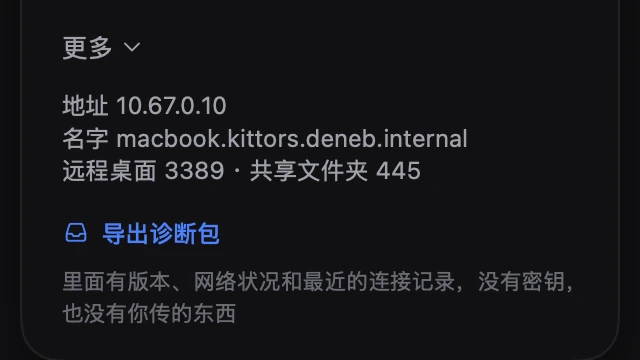 更多
地址 10.67.0.10
名字 macbook.kittors.deneb.internal
远程桌面 3389 · 共享文件夹 445
导出诊断包
里面有版本、网络状况和最近的连接记录，没有密钥，
也没有你传的东西